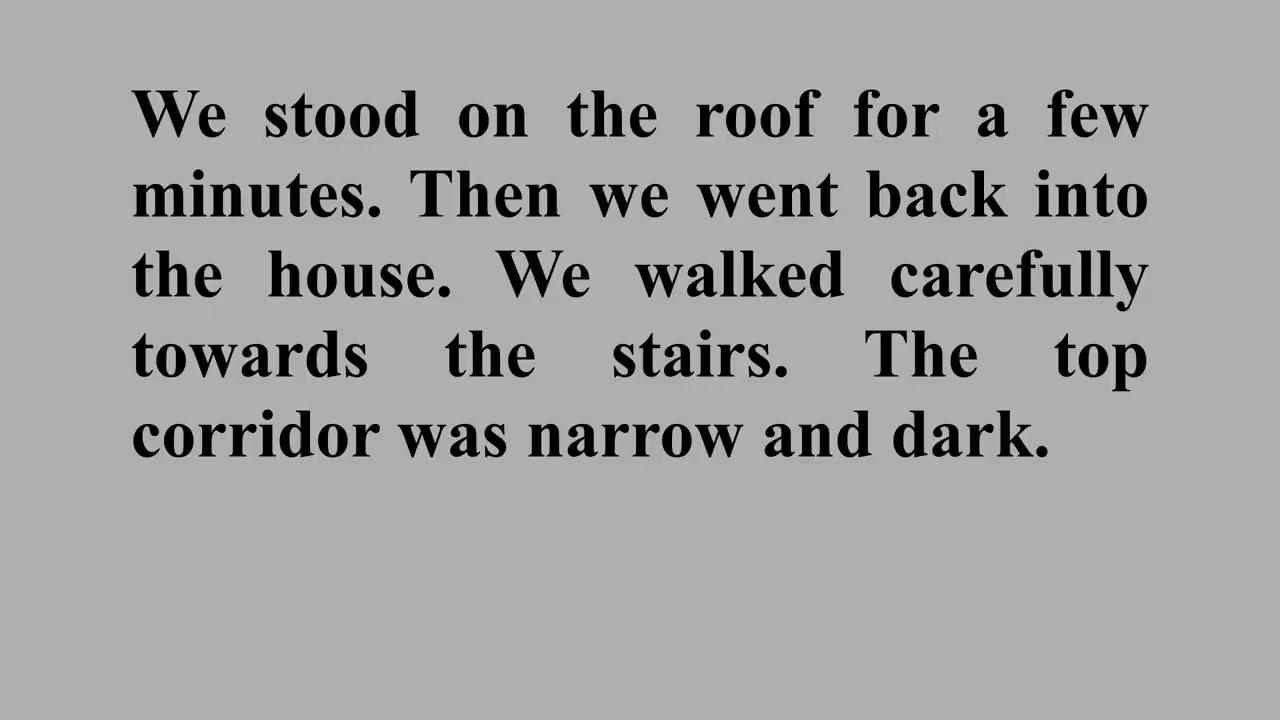 We stood on the roof for a few
minutes. Then we went back into
the house. We walked carefully
towards the stairs. The top
corridor was narrow and dark.